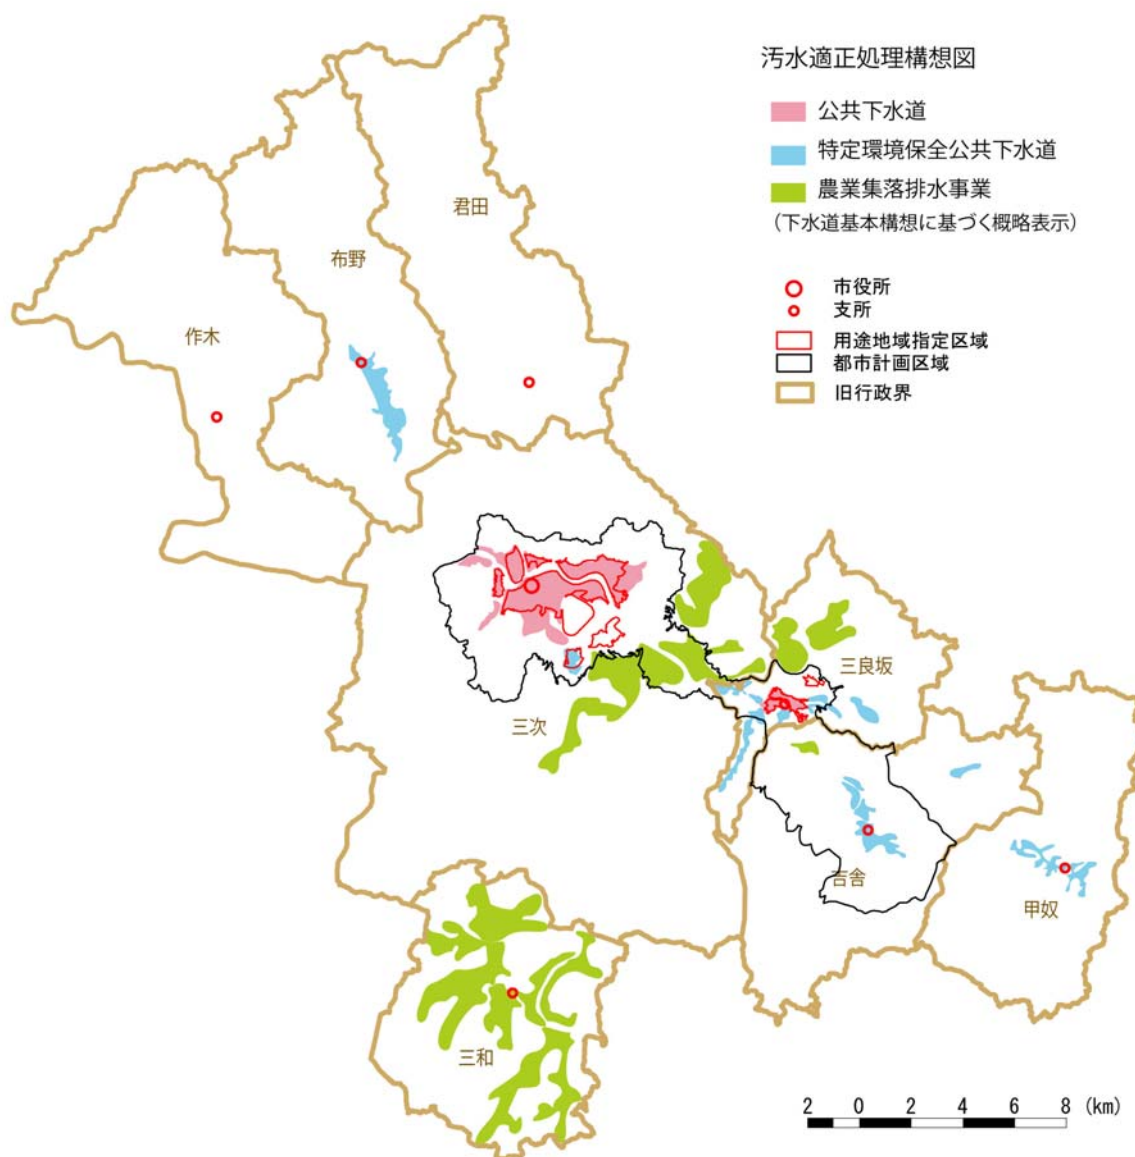 汚水適正処理構想図
公共下水道
特定環境保全公共下水道
農業集落排水事業
(下水道基本構想に基づく概略表示)
市役所
支所
用途地域指定区域
都市計画区域
旧行政界
君田
布野
作木
三良坂
三次
吉舎
甲奴
三和
2 0 2 4 6 8 (km)